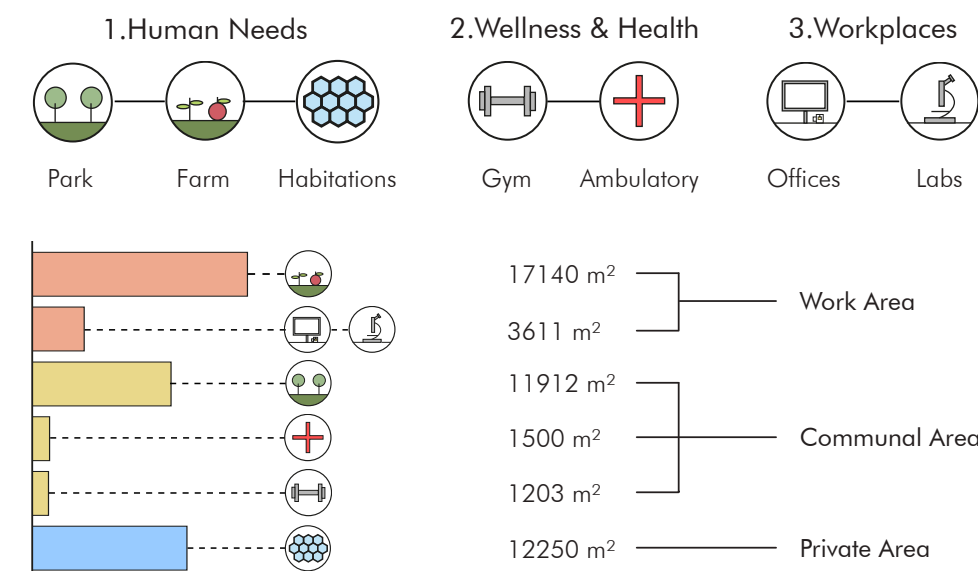 1.Human Needs
2.Wellness & Health
3.Workplaces
Park
Farm
Habitations
Gym
Ambulatory
Offices
Labs
17140 m²
3611 m²
Work Area
11912 m²
1500 m²
1203 m²
Communal Area
12250 m²
Private Area